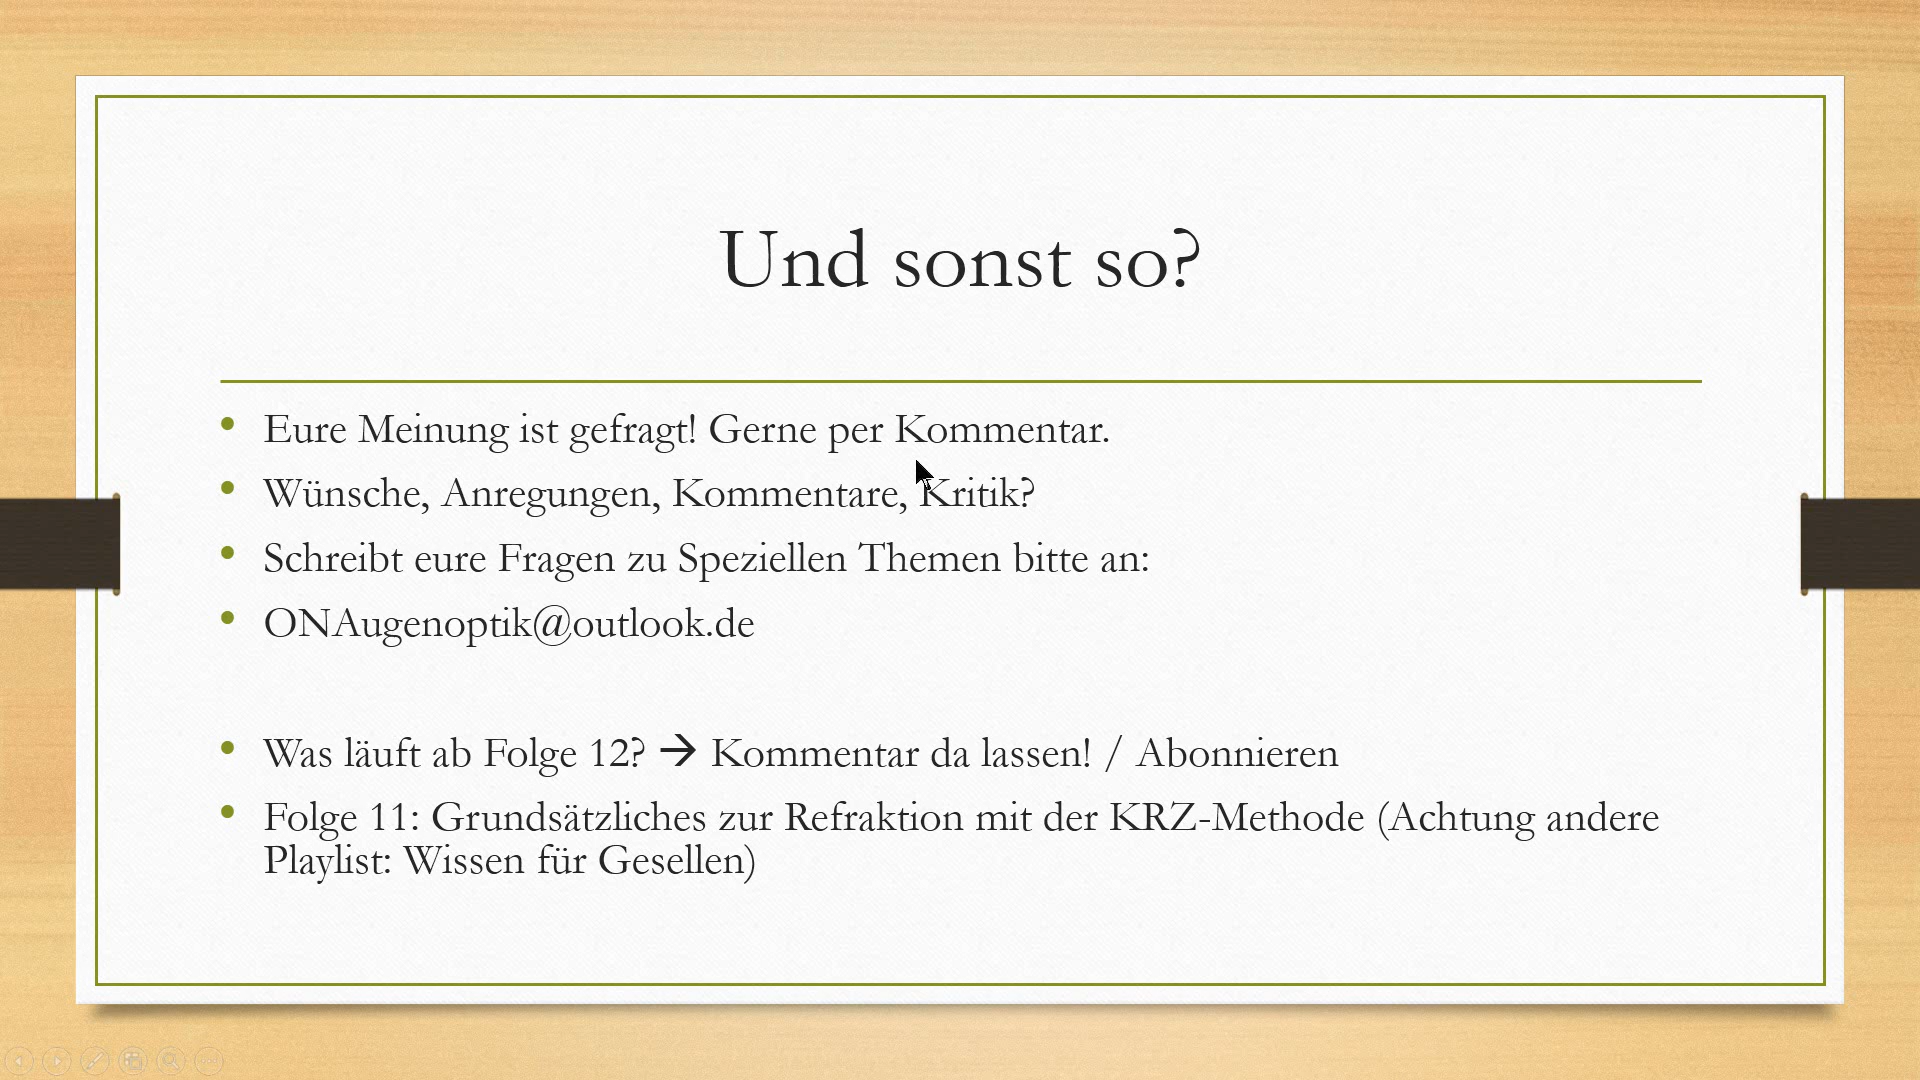 Und sonst so?
Eure Meinung ist gefragt! Gerne per Kommentar.
Wünsche, Anregungen, Kommentare, Kritik?
Schreibt eure Fragen zu Speziellen Themen bitte an:
ONAugenoptik@outlook.de
Was läuft ab Folge 12? → Kommentar da lassen! / Abonnieren
Folge 11: Grundsätzliches zur Refraktion mit der KRZ-Methode (Achtung andere
Playlist: Wissen für Gesellen)